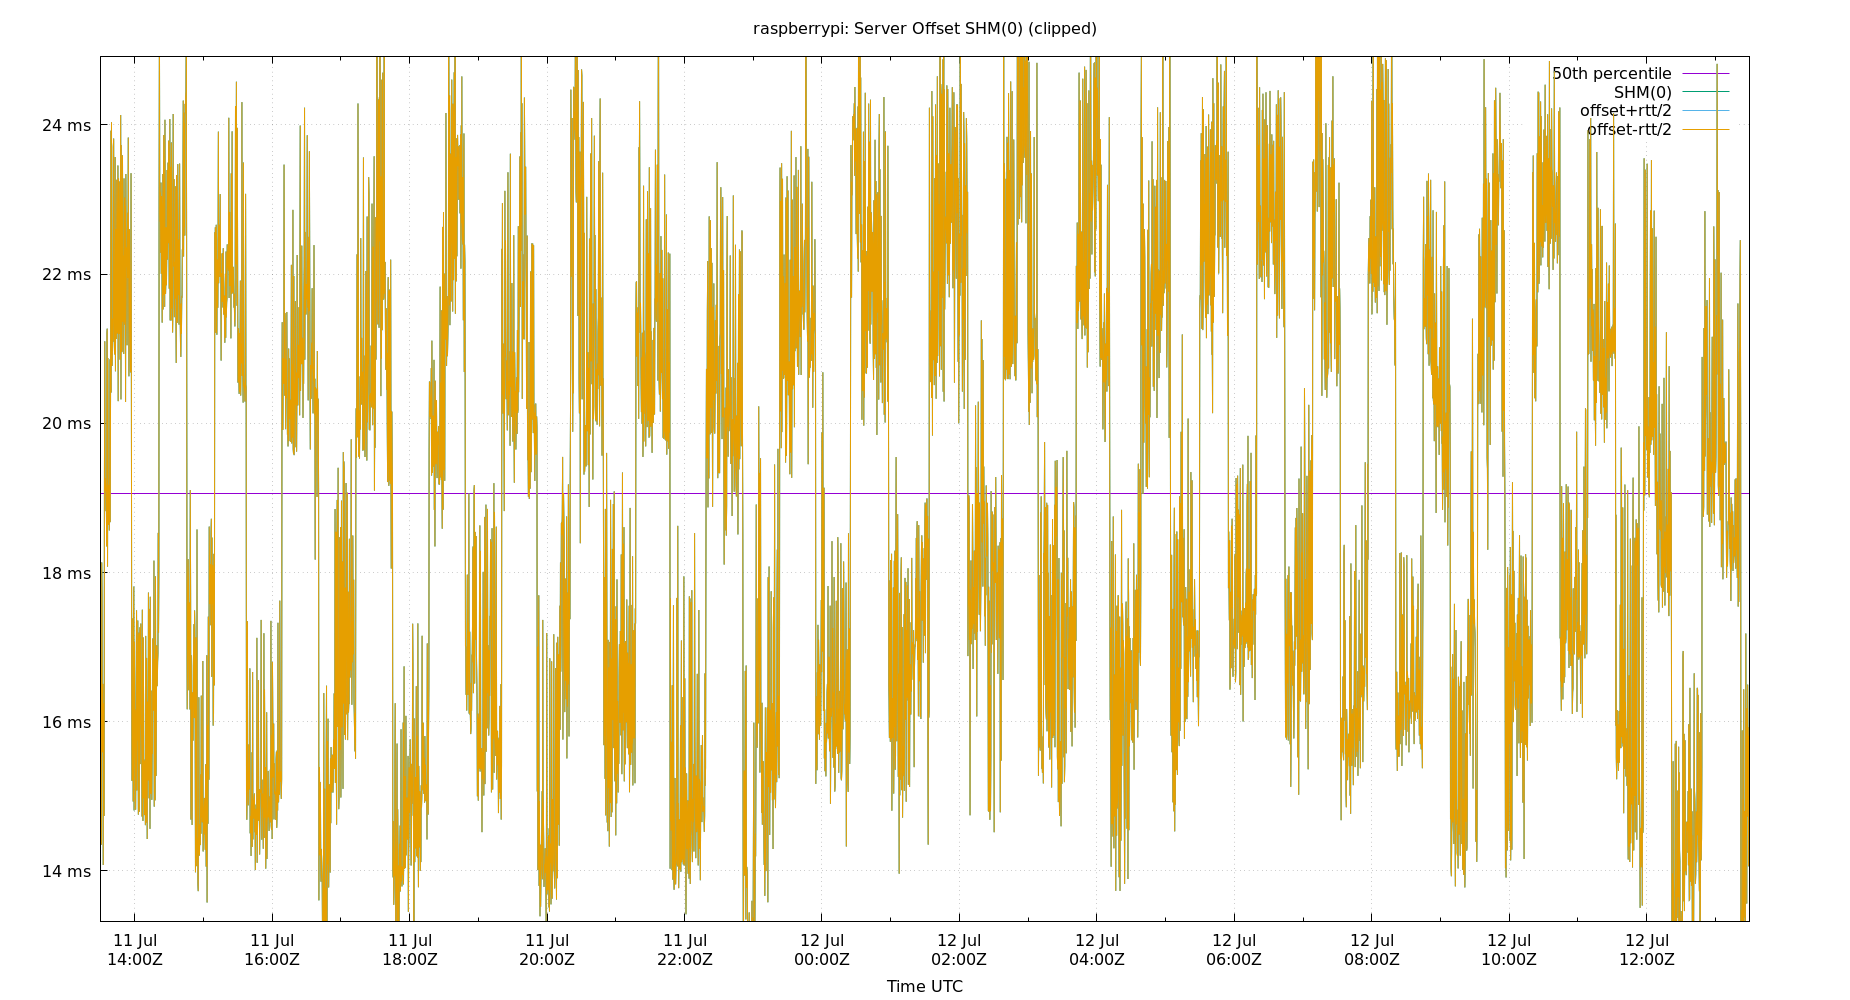 raspberrypi: Server Offset SHM(0) (clipped)
50th percentile
SHM(0)
offset+rtt/2
offset-rtt/2
24 ms
22 ms
20 ms
18 ms
16 ms
14 ms
11 Jul 11 Jul 11 Jul 11 Jul 11 Jul 12 Jul 12 Jul 12 Jul 12 Jul 12 Jul 12 Jul 12 Jul
14:00Z 16:00Z 18:00Z 20:00Z 22:00Z 00:00Z 02:00Z 04:00Z 06:00Z 08:00Z 10:00Z 12:00Z
Time UTC